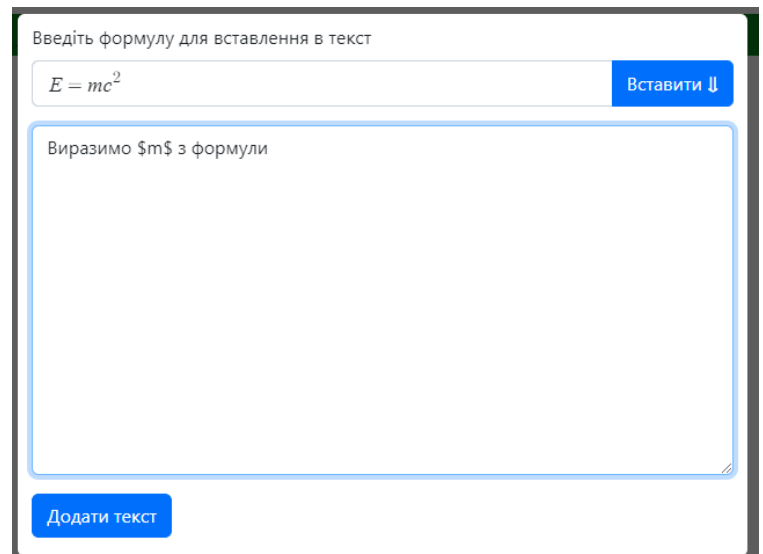 Введіть формулу для вставлення в текст
E = mc²
Вставити ⇓
Виразимо $m$ з формули
Додати текст